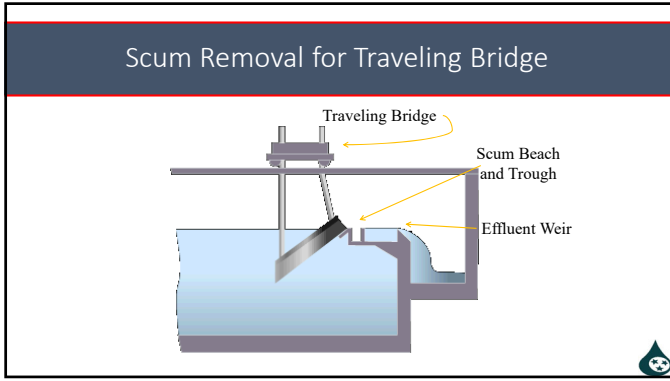 Scum Removal for Traveling Bridge
Traveling Bridge
Scum Beach
and Trough
Effluent Weir